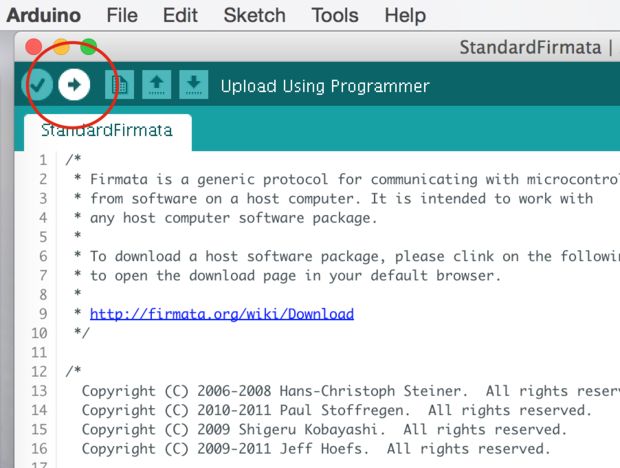 Arduino File Edit Sketch Tools Help
StandardFirmata |
Upload Using Programmer
StandardFirmata
1 /*
2 * Firmata is a generic protocol for communicating with microcontrol
3 * from software on a host computer. It is intended to work with
4 * any host computer software package.
5 *
6 * To download a host software package, please clink on the followin
7 * to open the download page in your default browser.
8 *
9 * http://firmata.org/wiki/Download
10 */
11
12 /*
13 Copyright (C) 2006-2008 Hans-Christoph Steiner. All rights reserv
14 Copyright (C) 2010-2011 Paul Stoffregen. All rights reserved.
15 Copyright (C) 2009 Shigeru Kobayashi. All rights reserved.
16 Copyright (C) 2009-2011 Jeff Hoefs. All rights reserved.
17